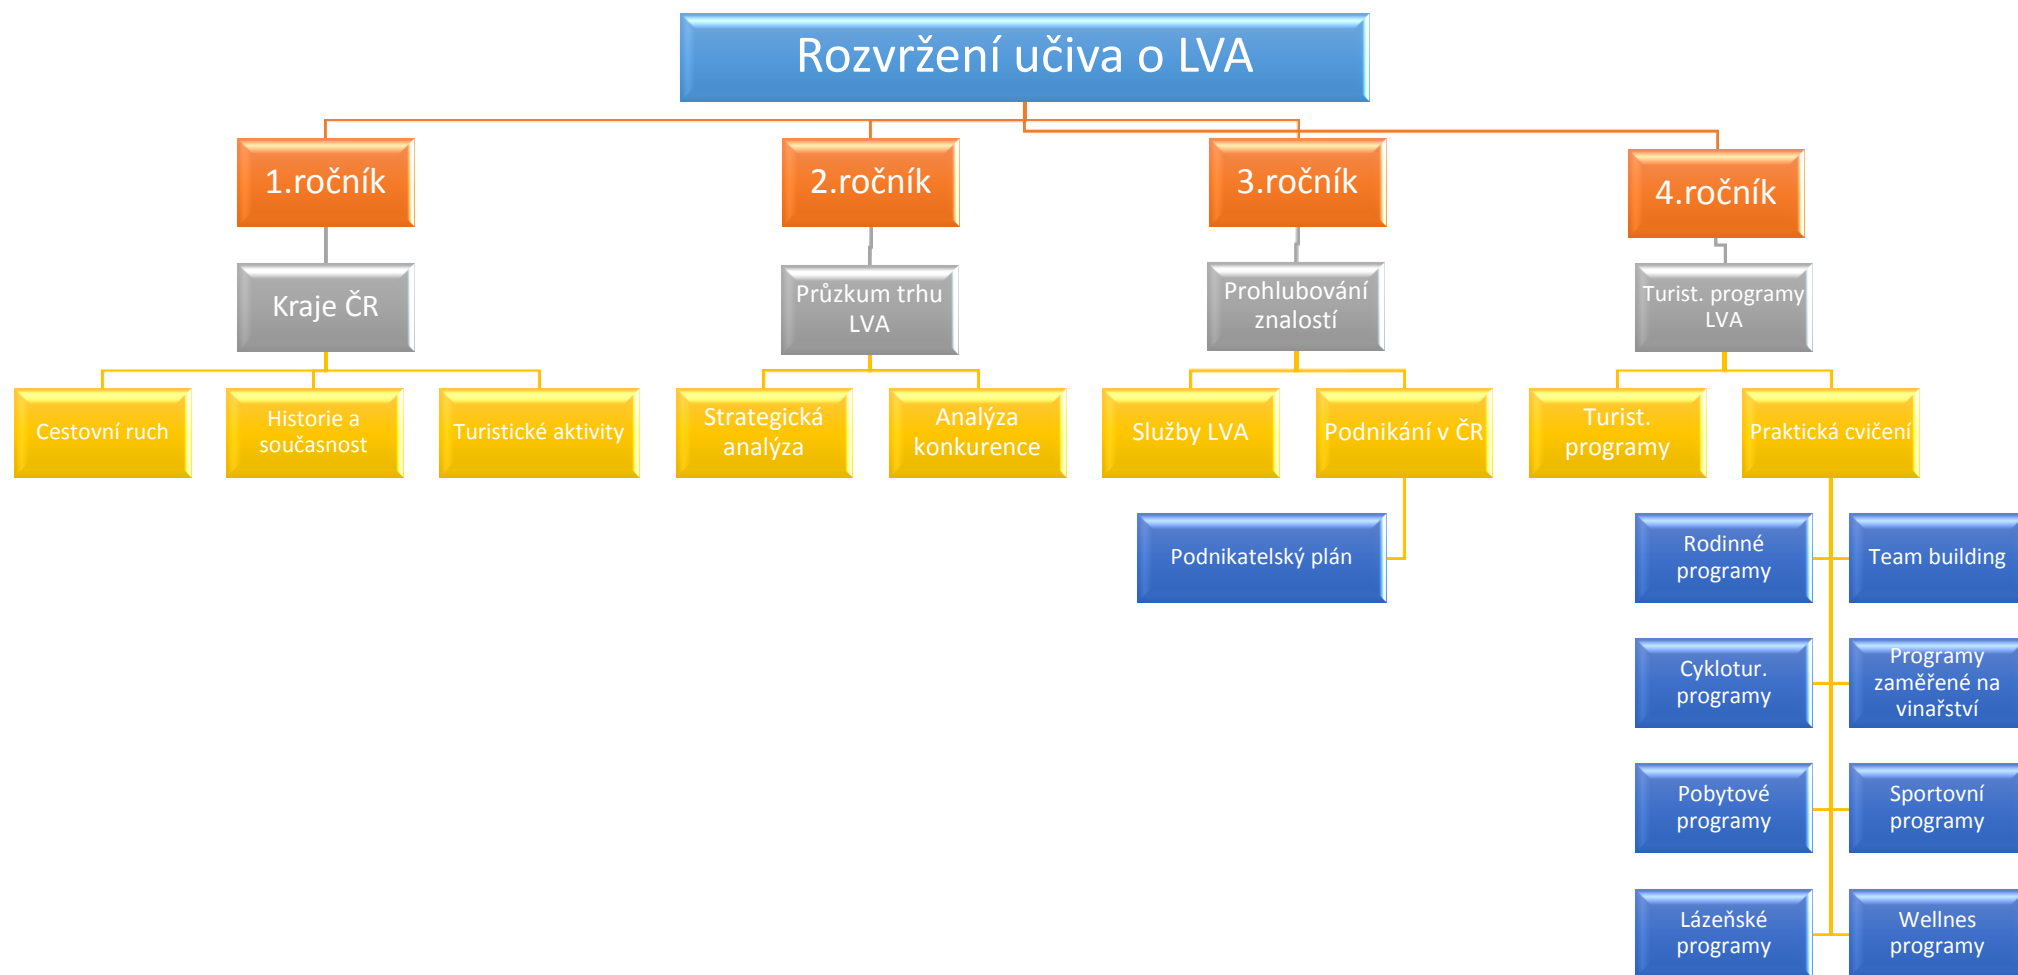 Rozvržení učiva o LVA
1.ročník
2.ročník
3.ročník
4.ročník
Kraje ČR
Průzkum trhu
LVA
Prohlubování
znalostí
Turist. programy
LVA
Cestovní ruch
Historie a
současnost
Turistické aktivity
Strategická
analýza
Analýza
konkurence
Služby LVA
Podnikání v ČR
Turist.
programy
Praktická cvičení
Podnikatelský plán
Rodinné
programy
Team building
Cyklotur.
programy
Programy
zaměřené na
vinařství
Pobytové
programy
Sportovní
programy
Lázeňské
programy
Wellnes
programy